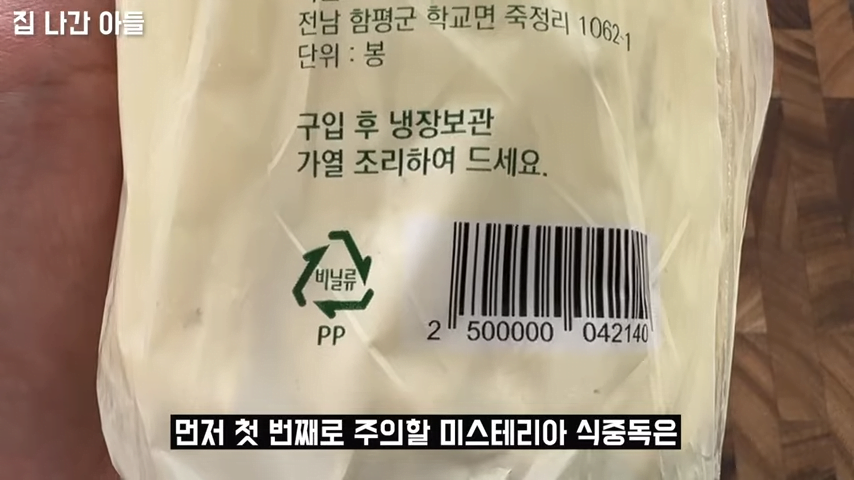 집 나간 아들
전남 함평군 학교면 죽정리 1062-1
단위 : 봉
구입 후 냉장보관
가열 조리하여 드세요.
비닐류
PP
2 500000 042140
먼저 첫 번째로 주의할 미스테리아 식중독은